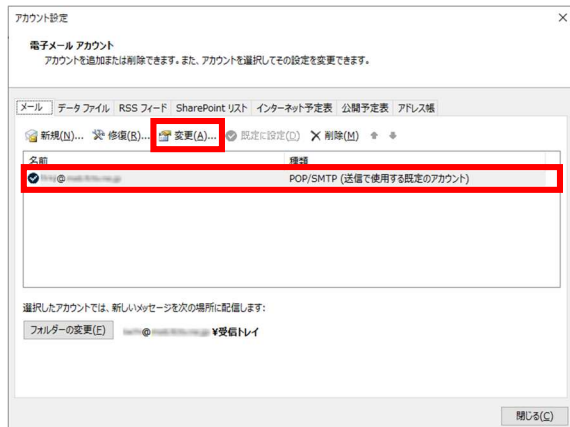 アカウント設定
電子メール アカウント
アカウントを追加または削除できます。また、アカウントを選択してその設定を変更できます。
メール データ ファイル RSS フィード SharePoint リスト インターネット予定表 公開予定表 アドレス帳
新規(N)... 修復(R)... 変更(A)... 既定に設定(D) 削除(M)
名前 種類
@ POP/SMTP (送信で使用する既定のアカウント)
選択したアカウントでは、新しいメッセージを次の場所に配信します:
フォルダーの変更(F) @ ¥受信トレイ
閉じる(C)